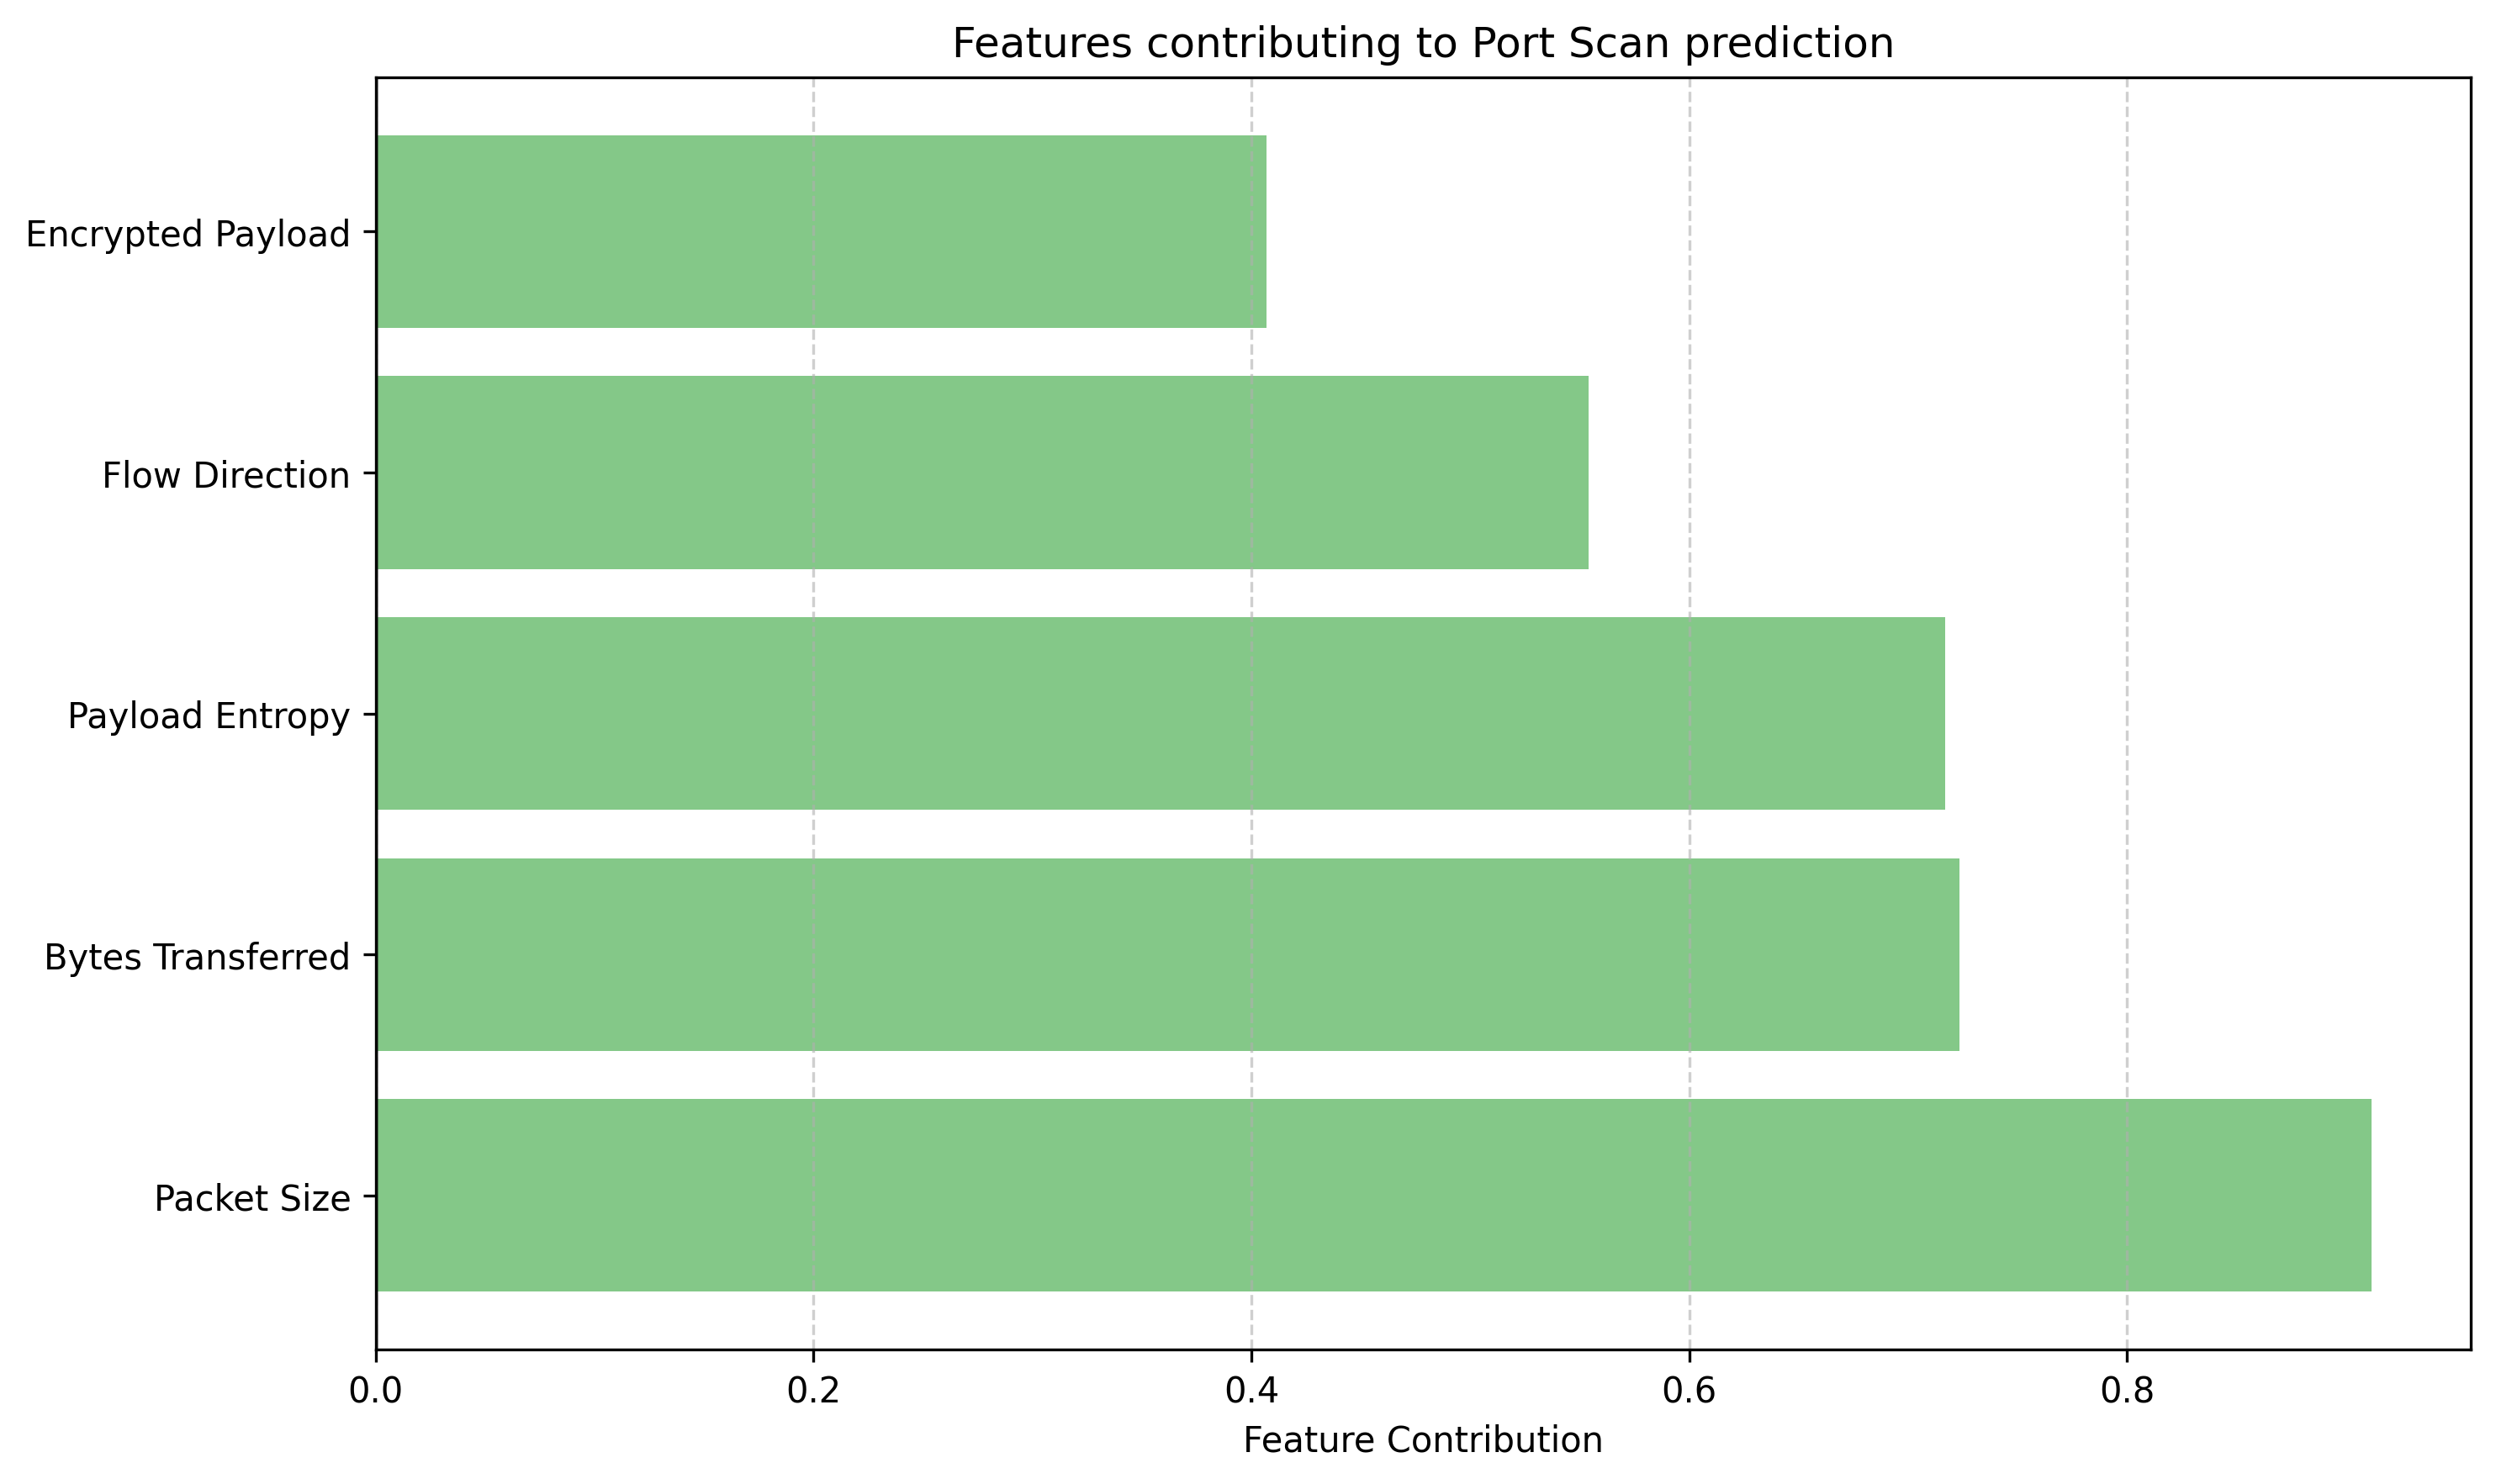 Features contributing to Port Scan prediction
Encrypted Payload
Flow Direction
Payload Entropy
Bytes Transferred
Packet Size
0.0 0.2 0.4 0.6 0.8
Feature Contribution